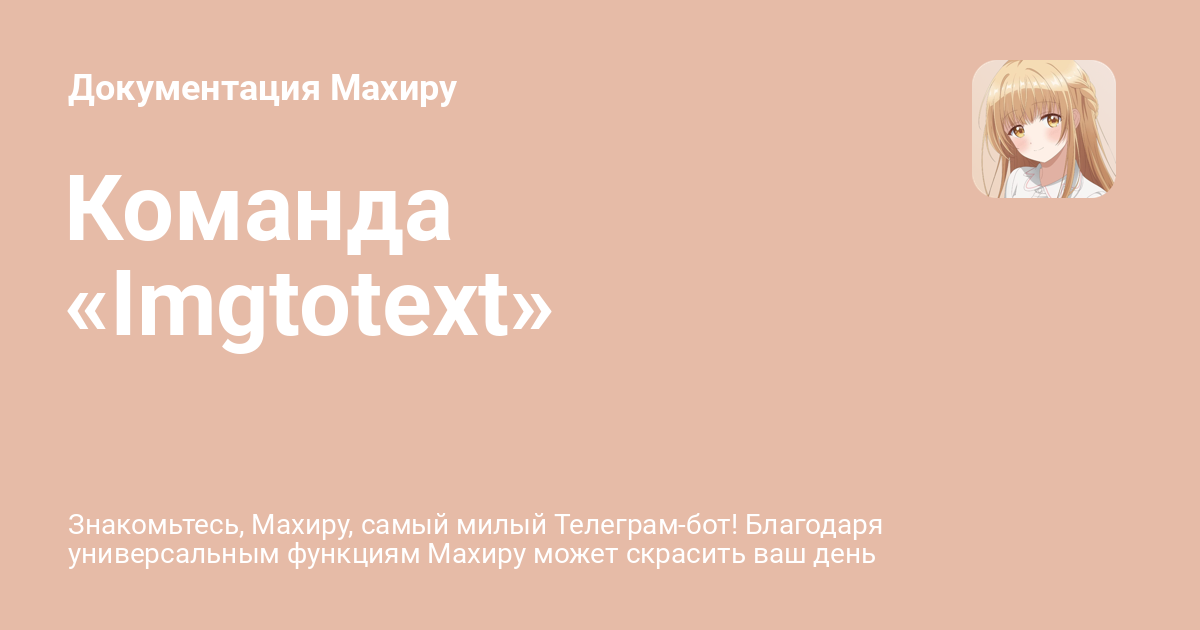 Документация Махиру
Команда
«Imgtotext»
Знакомьтесь, Махиру, самый милый Телеграм-бот! Благодаря
универсальным функциям Махиру может скрасить ваш день